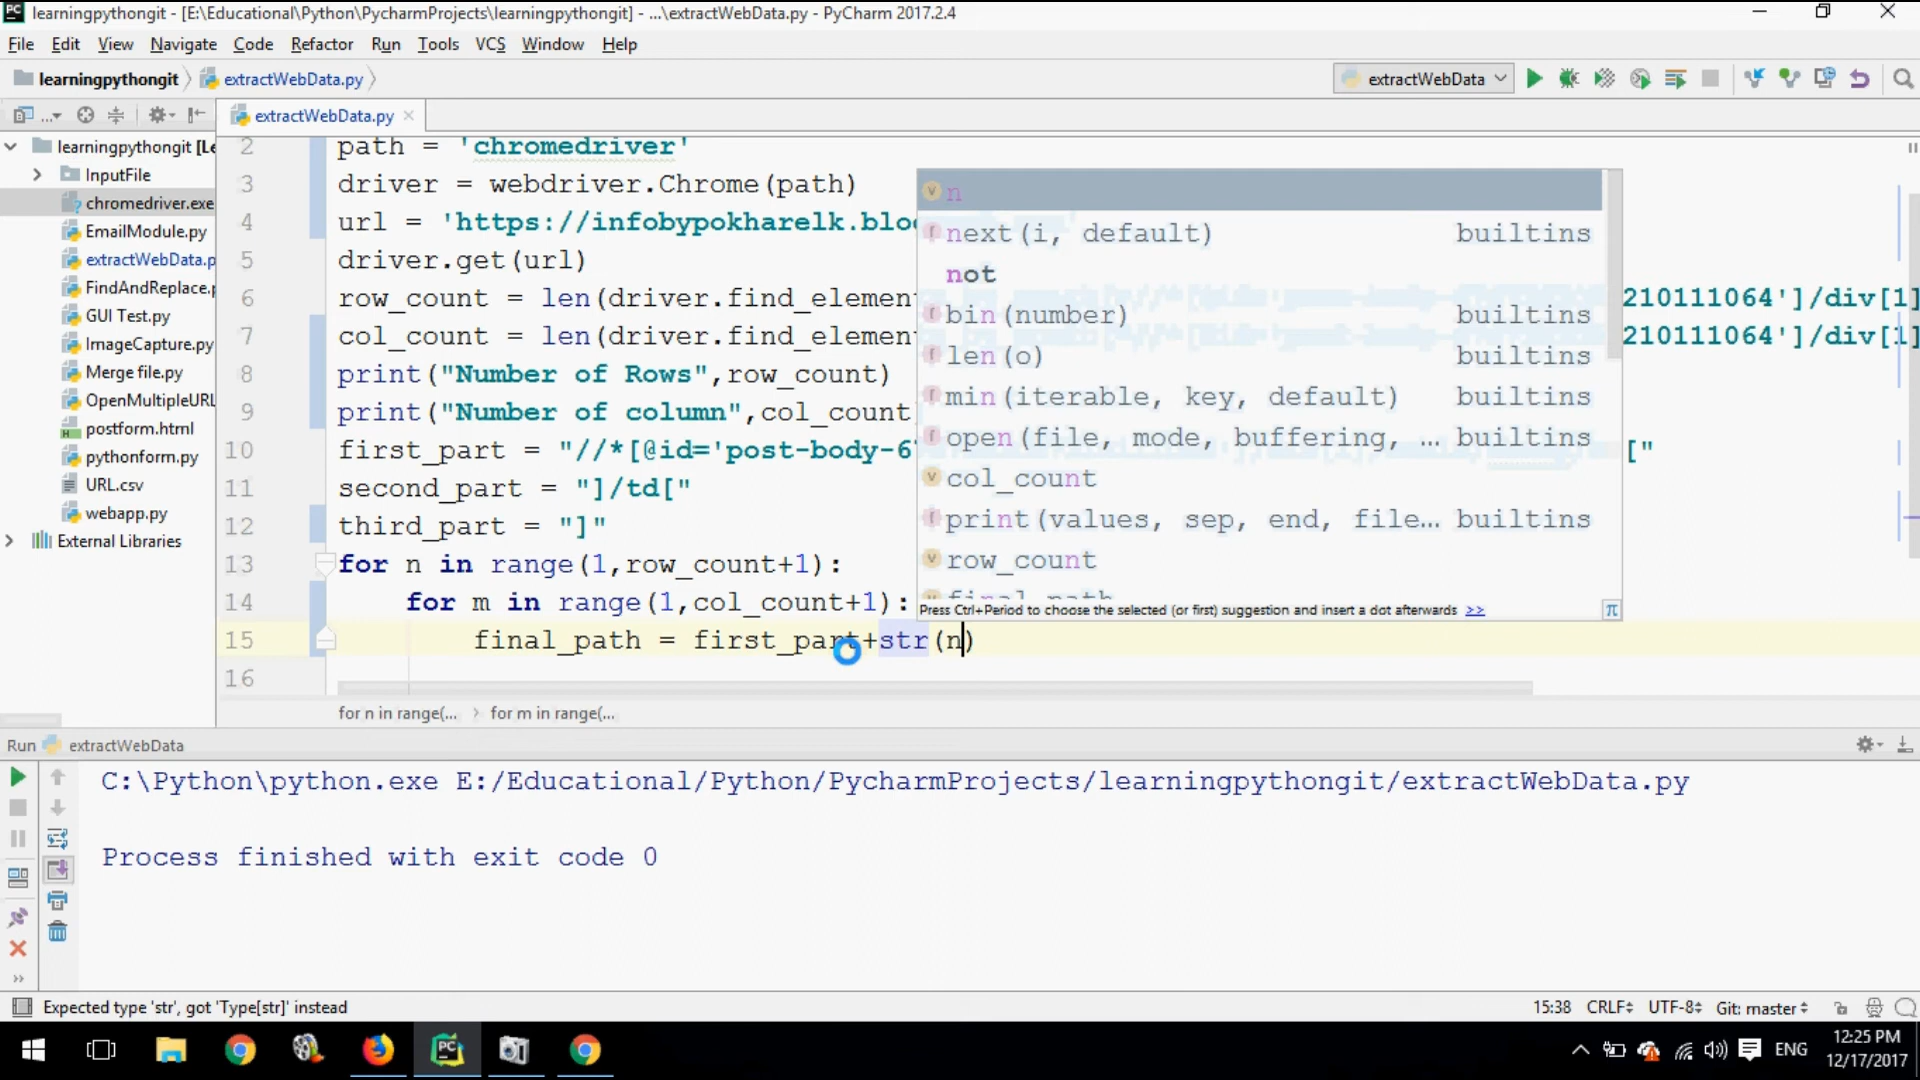 learningpythongit - [E:\Educational\Python\PycharmProjects\learningpythongit] - ...\extractWebData.py - PyCharm 2017.2.4
File Edit View Navigate Code Refactor Run Tools VCS Window Help
learningpythongit extractWebData.py extractWebData
... extractWebData.py
learningpythongit [Le
InputFile
chromedriver.exe
EmailModule.py
extractWebData.p
FindAndReplace.p
GUI Test.py
ImageCapture.py
Merge file.py
OpenMultipleURL
postform.html
pythonform.py
URL.csv
webapp.py
External Libraries
2 path = 'chromedriver'
3 driver = webdriver.Chrome(path)
4 url = 'https://infobypokharelk.blo
5 driver.get(url)
6 row_count = len(driver.find_element 210111064']/div[1]
7 col_count = len(driver.find_element 210111064']/div[1]
8 print("Number of Rows",row_count)
9 print("Number of column",col_count
10 first_part = "//*[@id='post-body-6 ["
11 second_part = "]/td["
12 third_part = "]"
13 for n in range(1,row_count+1):
14 for m in range(1,col_count+1):
15 final_path = first_part+str(n)
16
n
next(i, default) builtins
not
bin(number) builtins
len(o) builtins
min(iterable, key, default) builtins
open(file, mode, buffering, ... builtins
col_count
print(values, sep, end, file... builtins
row_count
final_path
Press Ctrl+Period to choose the selected (or first) suggestion and insert a dot afterwards >> π
for n in range(... for m in range(...
Run extractWebData
C:\Python\python.exe E:/Educational/Python/PycharmProjects/learningpythongit/extractWebData.py
Process finished with exit code 0
Expected type 'str', got 'Type[str]' instead 15:38 CRLF UTF-8 Git: master
ENG 12:25 PM
12/17/2017